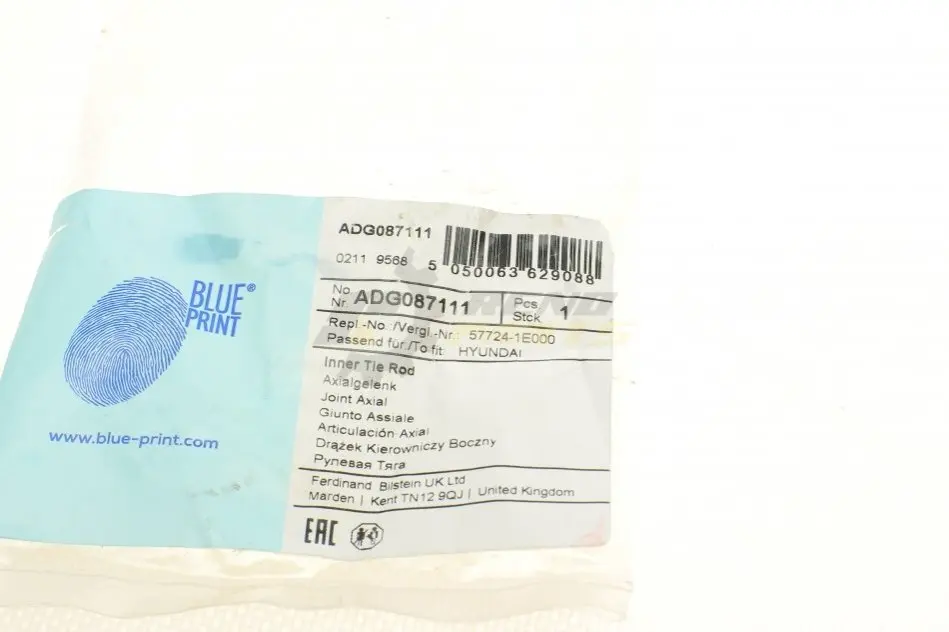 BLUE®
PRINT
www.blue-print.com
ADG087111
0211 9568
5 050063 629088
No.
Nr. ADG087111
Pcs
Stck 1
Repl.-No./Vergl.-Nr.: 57724-1E000
Passend für/To fit: HYUNDAI
Inner Tie Rod
Axialgelenk
Joint Axial
Giunto Assiale
Articulación Axial
Drążek Kierowniczy Boczny
Рулевая Тяга
Ferdinand Bilstein UK Ltd
Marden | Kent TN12 9QJ | United Kingdom
EAC